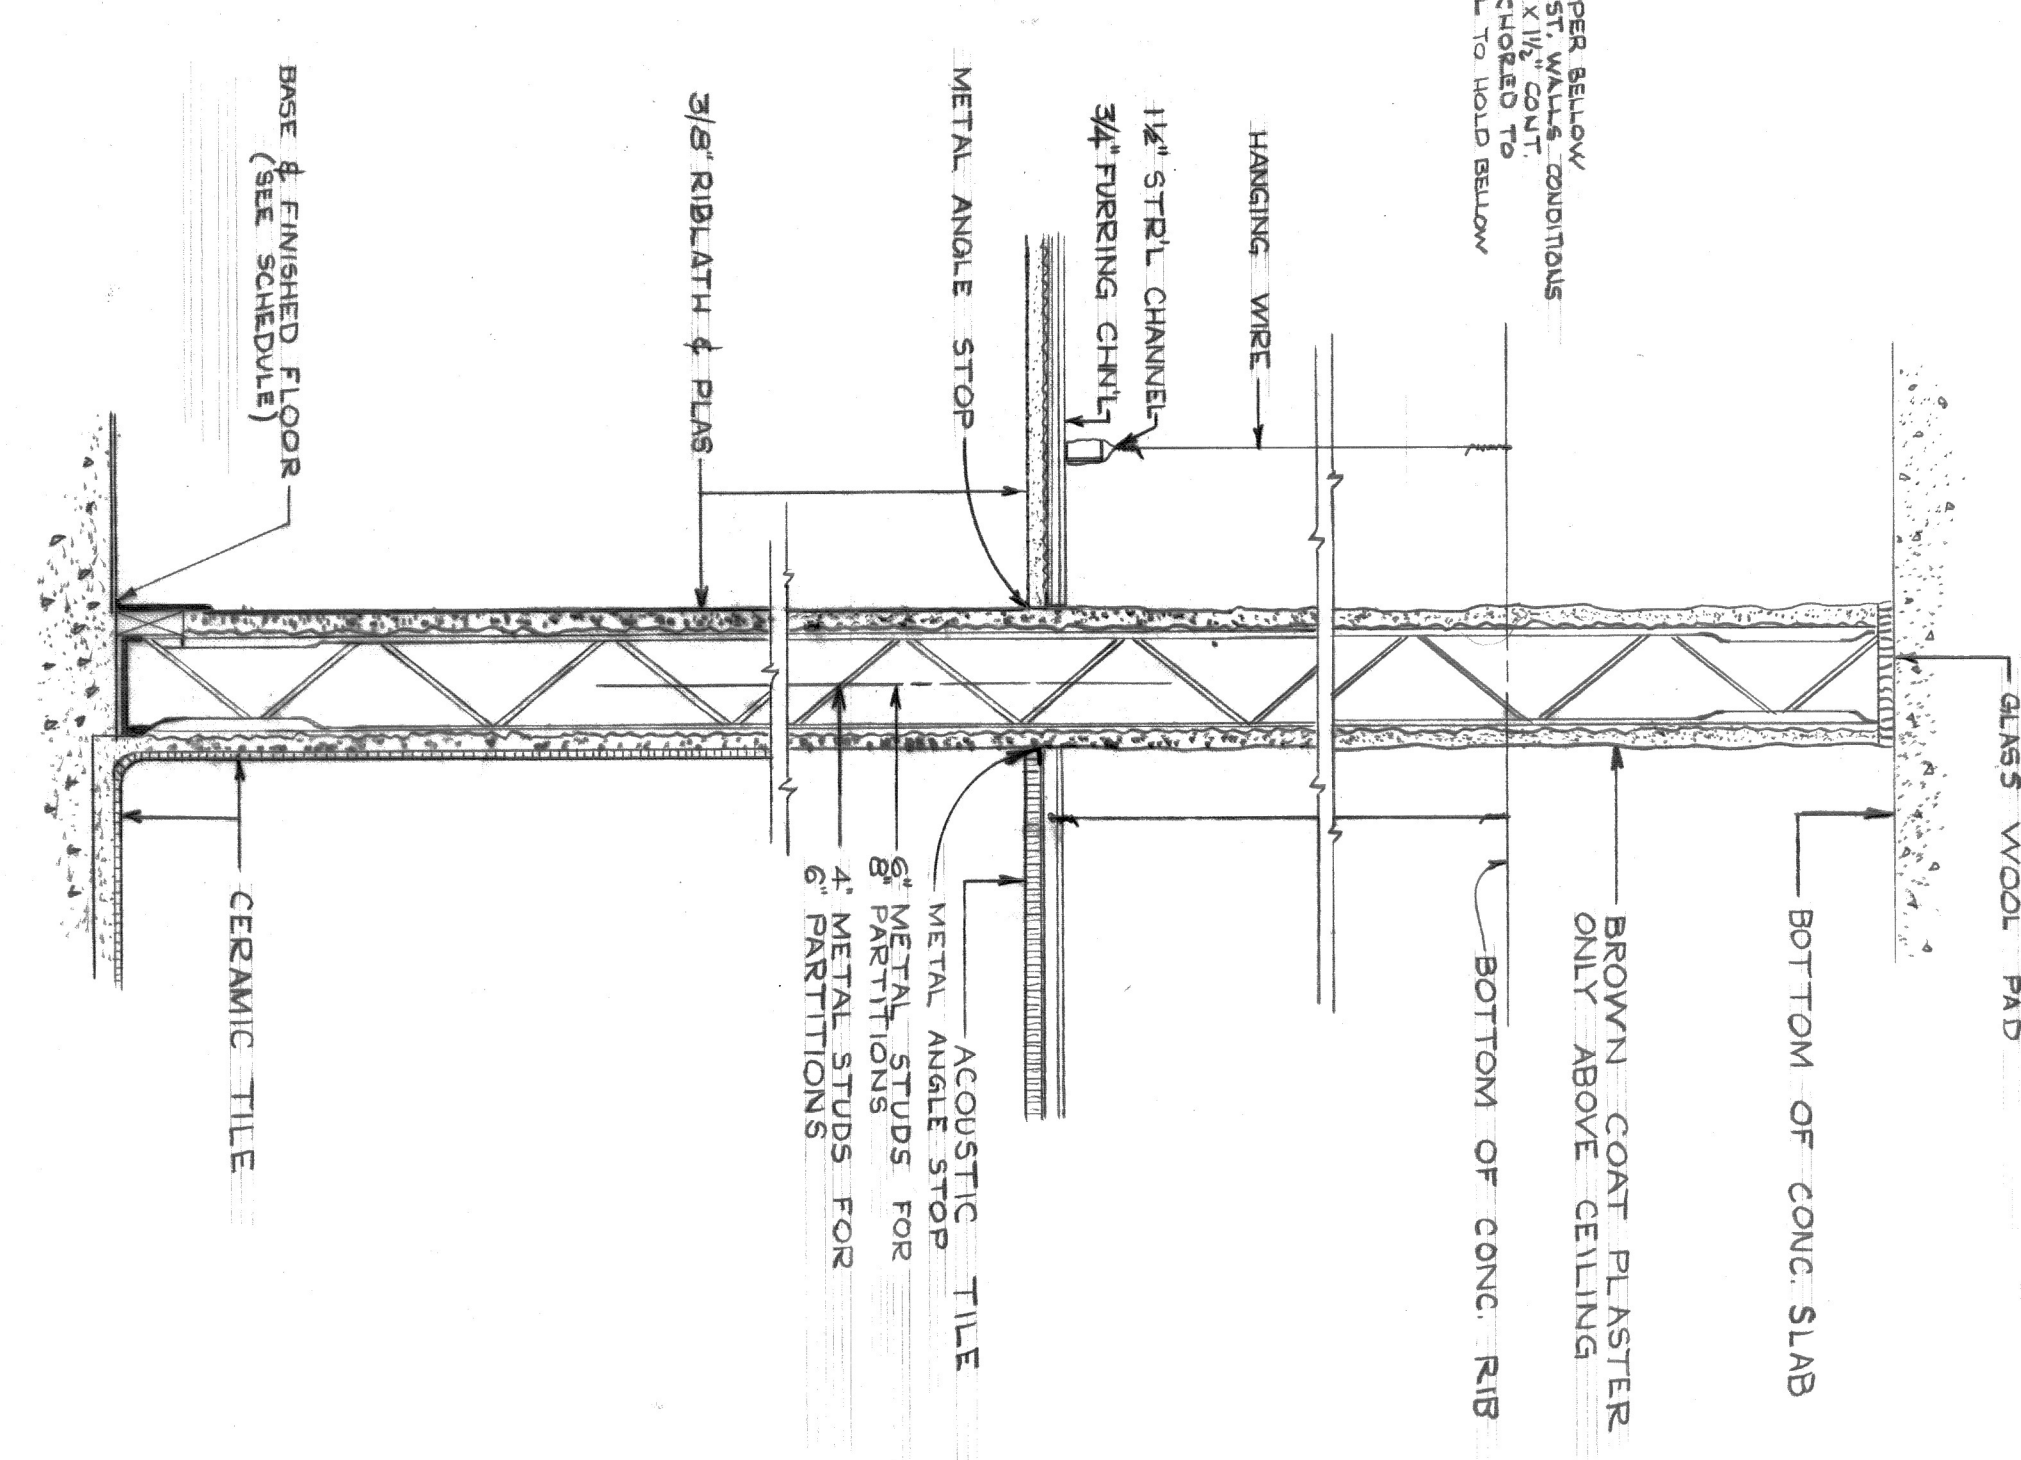 PER BELLOW
ST. WALLS CONDITIONS
X 1½" CONT.
CHORED TO
L TO HOLD BELLOW
GLASS WOOL PAD
BOTTOM OF CONC. SLAB
BROWN COAT PLASTER
ONLY ABOVE CEILING
BOTTOM OF CONC. RIB
HANGING WIRE
1½" STR'L CHANNEL
3/4" FURRING CHN'L
METAL ANGLE STOP
ACOUSTIC TILE
METAL ANGLE STOP
6" METAL STUDS FOR
8" PARTITIONS
4" METAL STUDS FOR
6" PARTITIONS
3/8" RIBLATH & PLAS
BASE & FINISHED FLOOR
(SEE SCHEDULE)
CERAMIC TILE